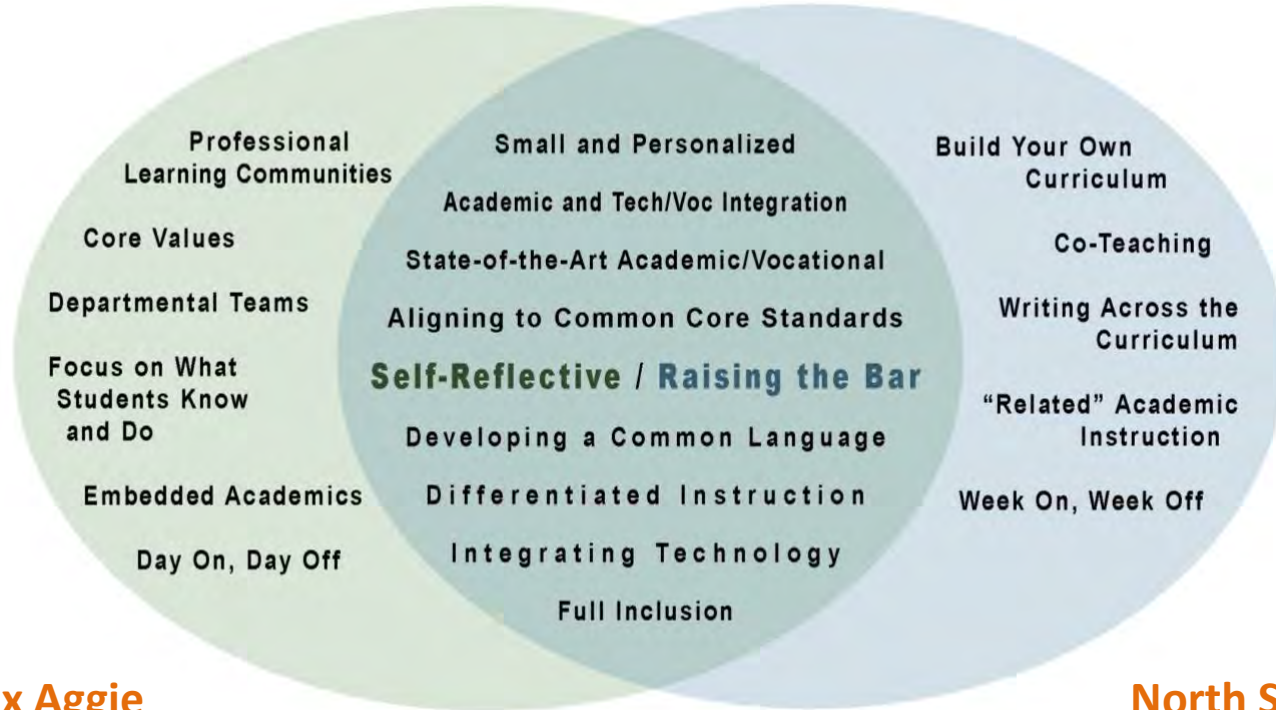 Professional
Learning Communities
Core Values
Departmental Teams
Focus on What
Students Know
and Do
Embedded Academics
Day On, Day Off
Small and Personalized
Academic and Tech/Voc Integration
State-of-the-Art Academic/Vocational
Aligning to Common Core Standards
Self-Reflective / Raising the Bar
Developing a Common Language
Differentiated Instruction
Integrating Technology
Full Inclusion
Build Your Own
Curriculum
Co-Teaching
Writing Across the
Curriculum
“Related” Academic
Instruction
Week On, Week Off
x Aggie
North S